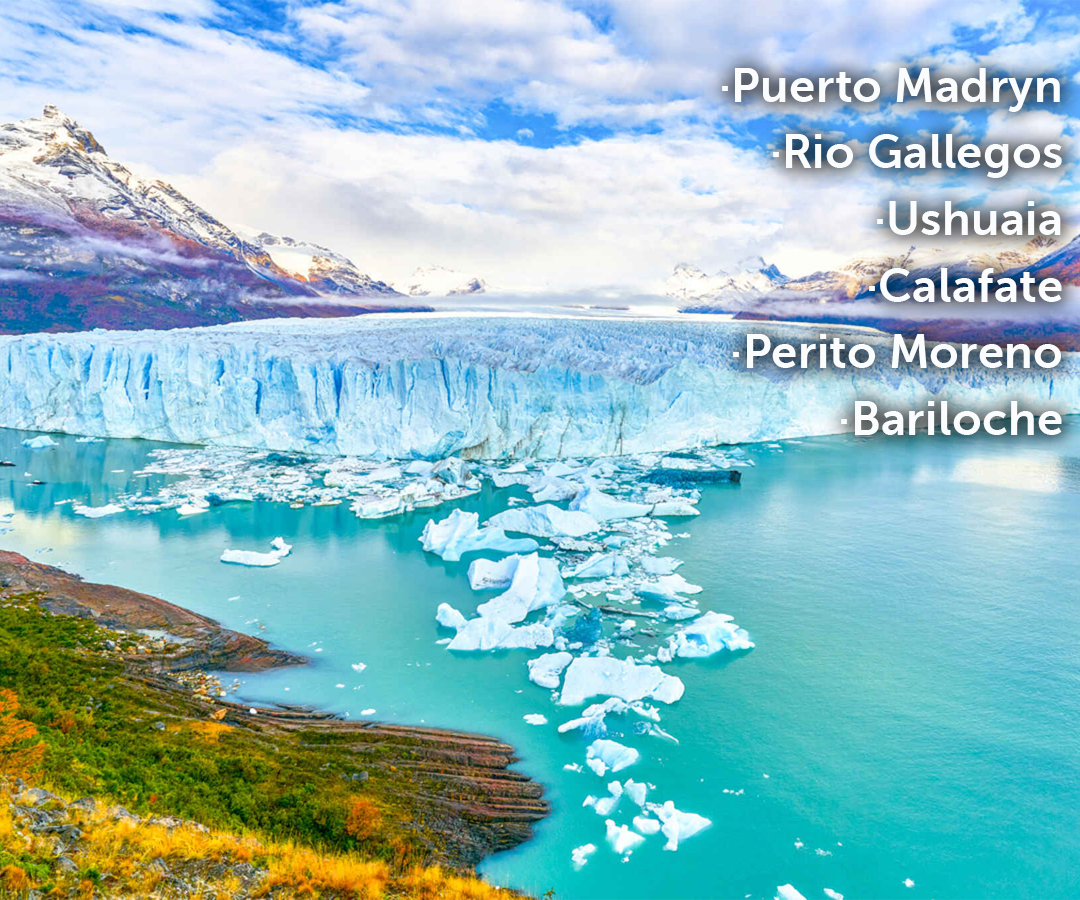 ·Puerto Madryn
·Rio Gallegos
·Ushuaia
·Calafate
·Perito Moreno
·Bariloche